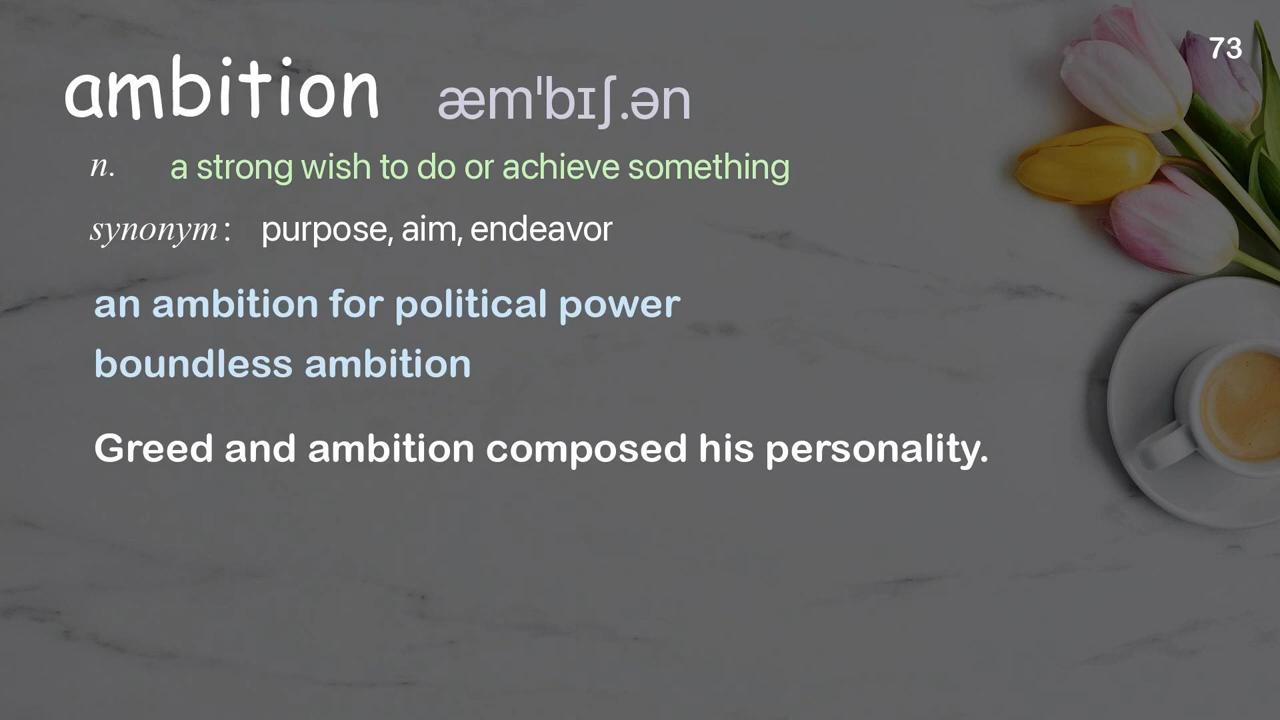 73
ambition æmˈbɪʃ.ən
n. a strong wish to do or achieve something
synonym: purpose, aim, endeavor
an ambition for political power
boundless ambition
Greed and ambition composed his personality.